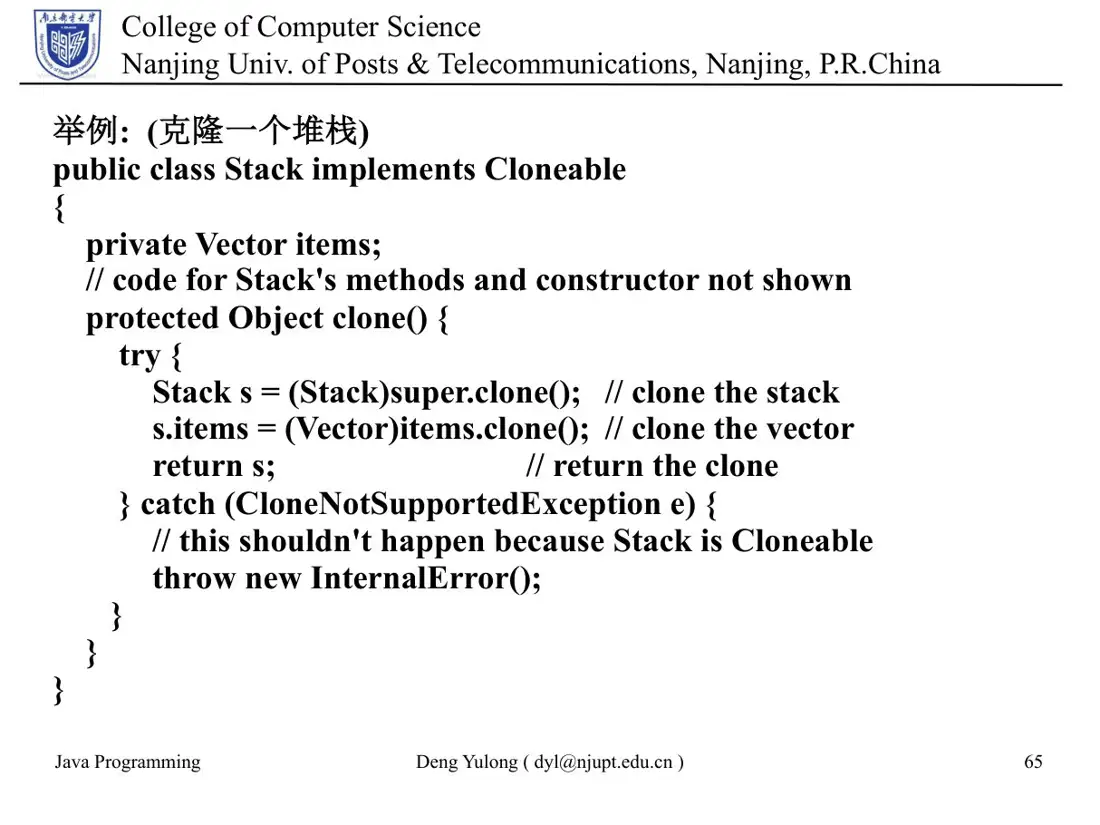 College of Computer Science
Nanjing Univ. of Posts & Telecommunications, Nanjing, P.R.China
举例: (克隆一个堆栈)
public class Stack implements Cloneable
{
private Vector items;
// code for Stack's methods and constructor not shown
protected Object clone() {
try {
Stack s = (Stack)super.clone(); // clone the stack
s.items = (Vector)items.clone(); // clone the vector
return s; // return the clone
} catch (CloneNotSupportedException e) {
// this shouldn't happen because Stack is Cloneable
throw new InternalError();
}
}
}
Java Programming
Deng Yulong ( dyl@njupt.edu.cn )
65